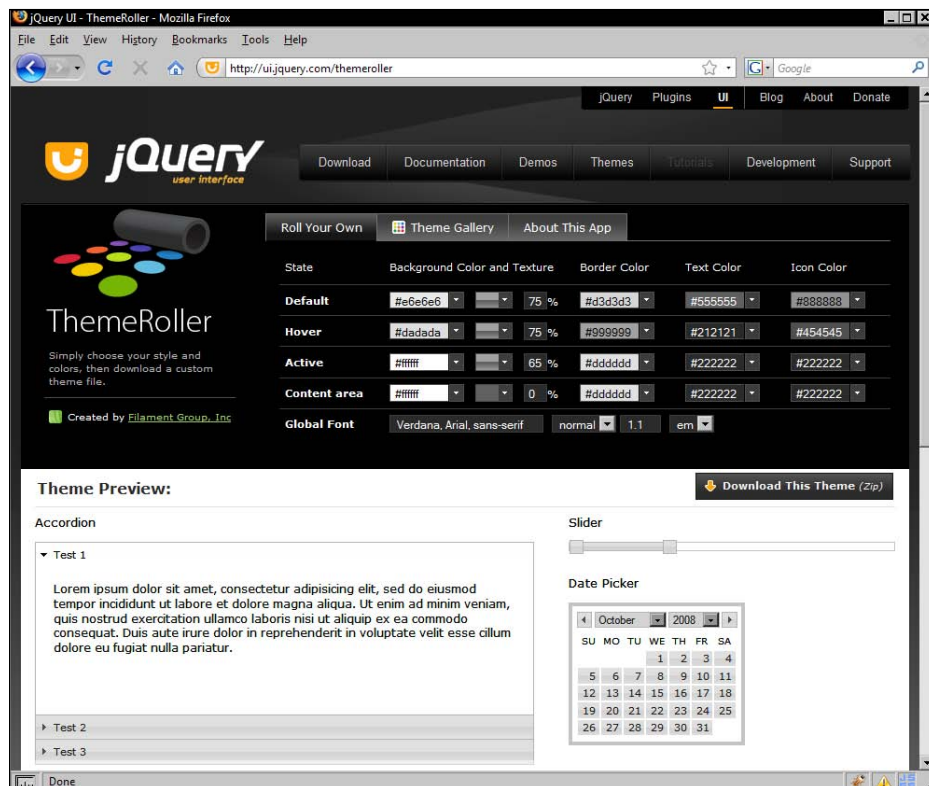 jQuery UI - ThemeRoller - Mozilla Firefox
File Edit View History Bookmarks Tools Help
http://ui.jquery.com/themeroller G Google
jQuery Plugins UI Blog About Donate
jQuery
user interface
Download Documentation Demos Themes Tutorials Development Support
Roll Your Own Theme Gallery About This App
State Background Color and Texture Border Color Text Color Icon Color
Default #e6e6e6 75 % #d3d3d3 #555555 #888888
Hover #dadada 75 % #999999 #212121 #454545
Active #ffffff 65 % #dddddd #222222 #222222
Content area #ffffff 0 % #dddddd #222222 #222222
Global Font Verdana, Arial, sans-serif normal 1.1 em
ThemeRoller
Simply choose your style and
colors, then download a custom
theme file.
Created by Filament Group, Inc
Theme Preview:
Download This Theme (Zip)
Accordion
Test 1
Lorem ipsum dolor sit amet, consectetur adipisicing elit, sed do eiusmod
tempor incididunt ut labore et dolore magna aliqua. Ut enim ad minim veniam,
quis nostrud exercitation ullamco laboris nisi ut aliquip ex ea commodo
consequat. Duis aute irure dolor in reprehenderit in voluptate velit esse cillum
dolore eu fugiat nulla pariatur.
Test 2
Test 3
Slider
Date Picker
October 2008
SU MO TU WE TH FR SA
1 2 3 4
5 6 7 8 9 10 11
12 13 14 15 16 17 18
19 20 21 22 23 24 25
26 27 28 29 30 31
Done